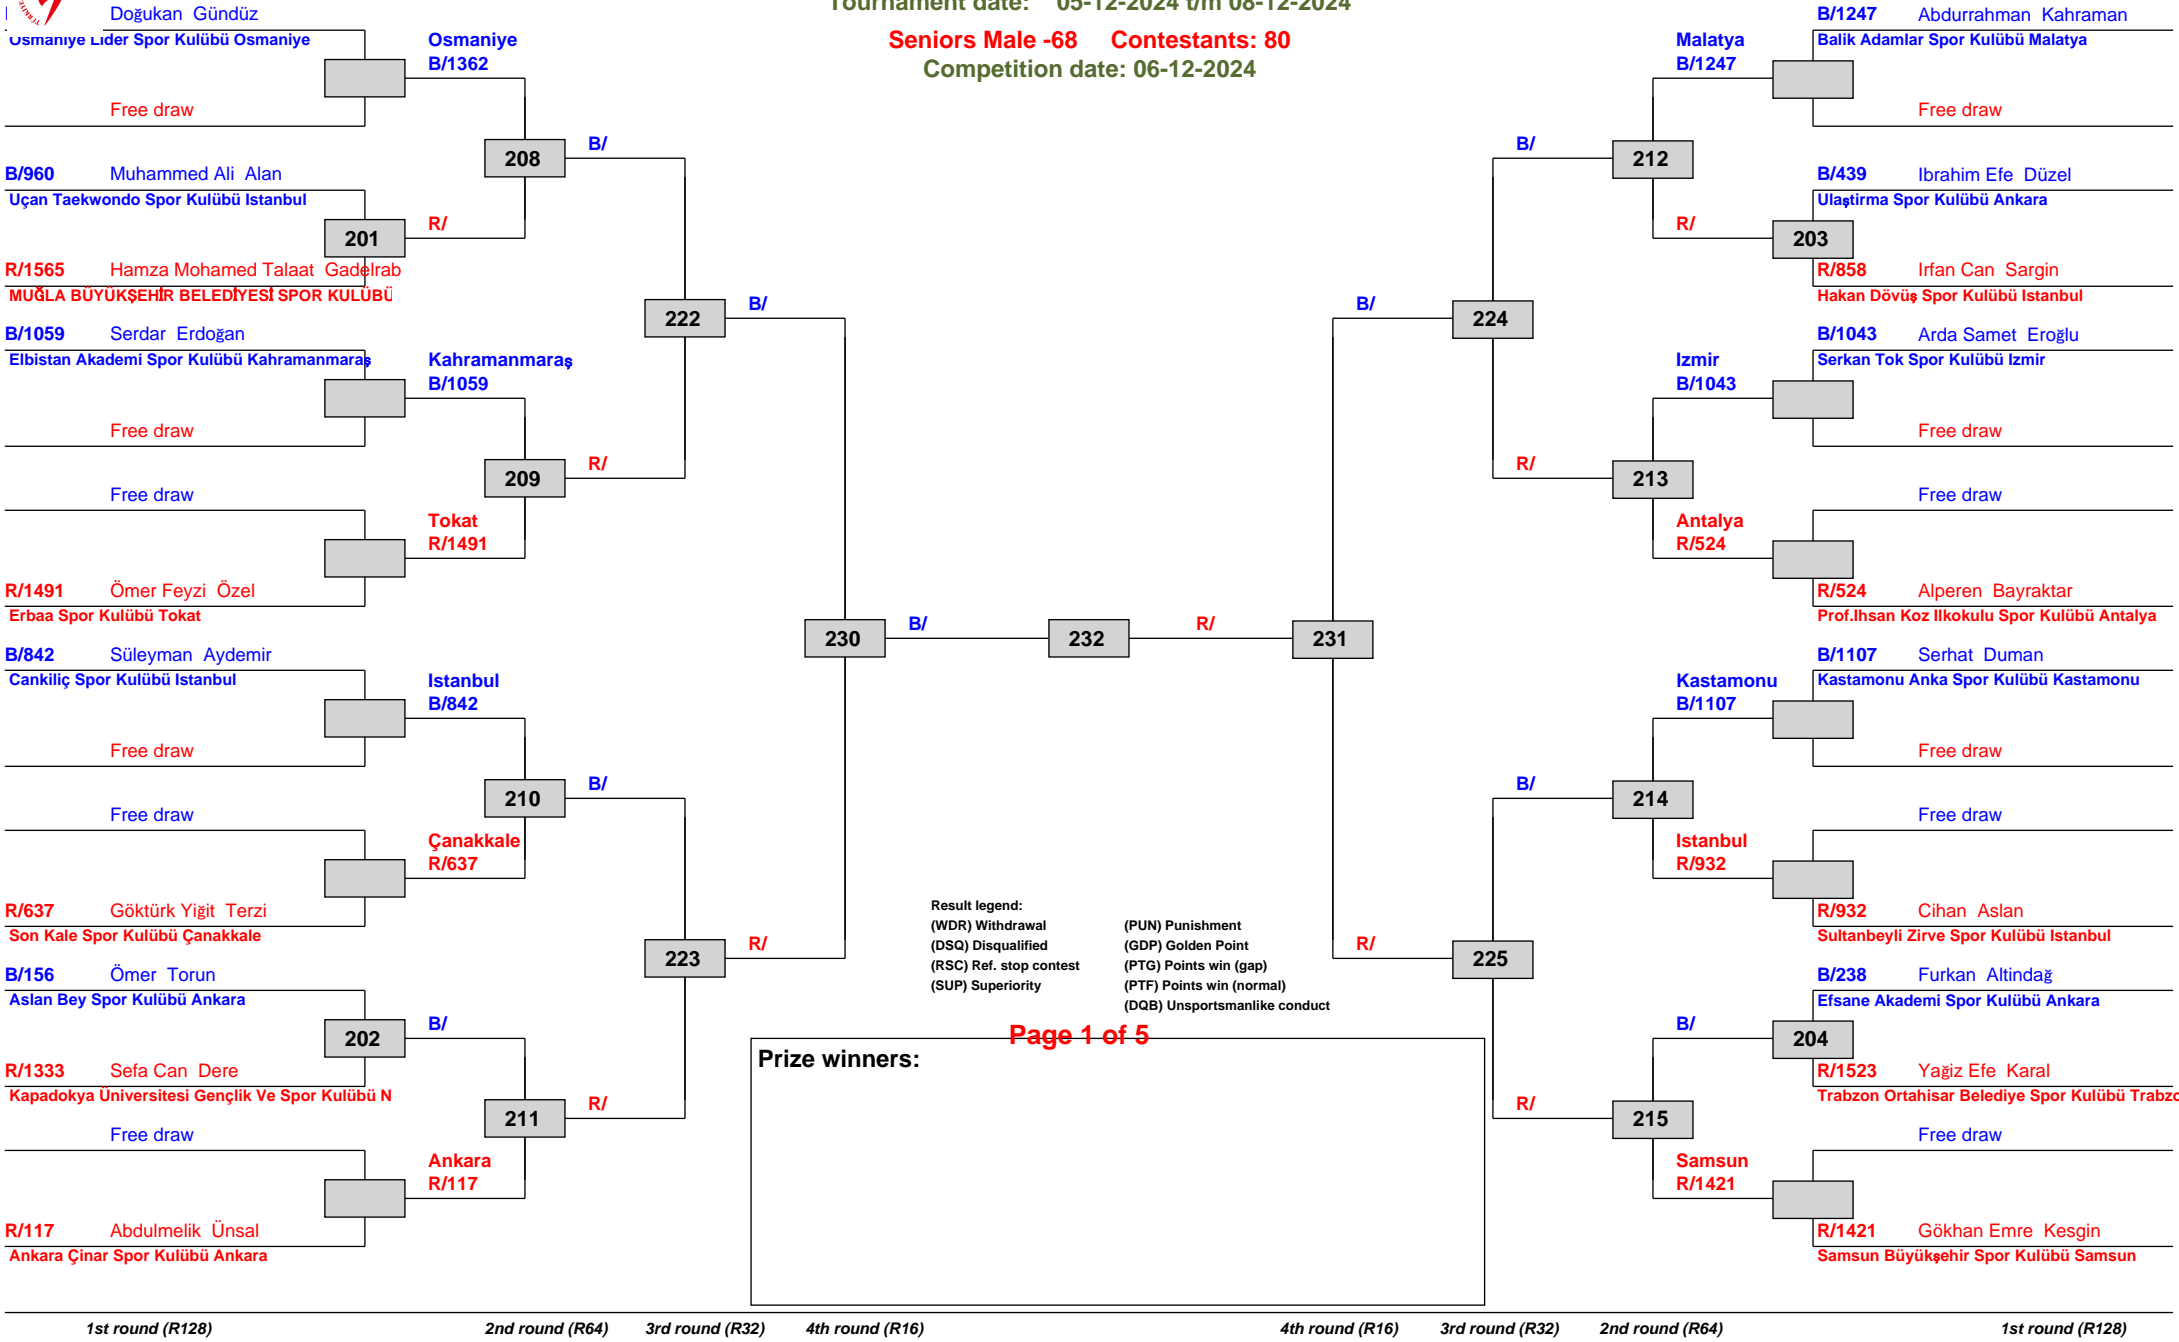 Tournament date: 05-12-2024 t/m 08-12-2024
Seniors Male -68 Contestants: 80
Competition date: 06-12-2024
Doğukan Gündüz
Osmaniye Lider Spor Kulübü Osmaniye
Osmaniye
B/1362
Free draw
208
B/
B/960 Muhammed Ali Alan
Uçan Taekwondo Spor Kulübü Istanbul
201
R/
R/1565 Hamza Mohamed Talaat Gadelrab
MUĞLA BÜYÜKŞEHİR BELEDİYESİ SPOR KULÜBÜ
222
B/
B/1059 Serdar Erdoğan
Elbistan Akademi Spor Kulübü Kahramanmaraş
Kahramanmaraş
B/1059
Free draw
209
R/
Free draw
Tokat
R/1491
R/1491 Ömer Feyzi Özel
Erbaa Spor Kulübü Tokat
230
B/
232
R/
231
B/842 Süleyman Aydemir
Cankiliç Spor Kulübü Istanbul
Istanbul
B/842
Free draw
210
B/
Free draw
Çanakkale
R/637
R/637 Göktürk Yiğit Terzi
Son Kale Spor Kulübü Çanakkale
223
R/
B/156 Ömer Torun
Aslan Bey Spor Kulübü Ankara
202
B/
R/1333 Sefa Can Dere
Kapadokya Üniversitesi Gençlik Ve Spor Kulübü N
211
R/
Free draw
Ankara
R/117
R/117 Abdulmelik Ünsal
Ankara Çinar Spor Kulübü Ankara
B/1247 Abdurrahman Kahraman
Balik Adamlar Spor Kulübü Malatya
Malatya
B/1247
Free draw
B/
212
B/439 Ibrahim Efe Düzel
Ulaştirma Spor Kulübü Ankara
R/
203
R/858 Irfan Can Sargin
Hakan Dövüş Spor Kulübü Istanbul
B/
224
B/1043 Arda Samet Eroğlu
Serkan Tok Spor Kulübü Izmir
Izmir
B/1043
Free draw
R/
213
Free draw
Antalya
R/524
R/524 Alperen Bayraktar
Prof.Ihsan Koz Ilkokulu Spor Kulübü Antalya
B/1107 Serhat Duman
Kastamonu Anka Spor Kulübü Kastamonu
Kastamonu
B/1107
Free draw
B/
214
Free draw
Istanbul
R/932
R/932 Cihan Aslan
Sultanbeyli Zirve Spor Kulübü Istanbul
R/
225
B/238 Furkan Altindağ
Efsane Akademi Spor Kulübü Ankara
B/
204
R/1523 Yağiz Efe Karal
Trabzon Ortahisar Belediye Spor Kulübü Trabzo
R/
215
Free draw
Samsun
R/1421
R/1421 Gökhan Emre Kesgin
Samsun Büyükşehir Spor Kulübü Samsun
Result legend:
(WDR) Withdrawal (PUN) Punishment
(DSQ) Disqualified (GDP) Golden Point
(RSC) Ref. stop contest (PTG) Points win (gap)
(SUP) Superiority (PTF) Points win (normal)
(DQB) Unsportsmanlike conduct
Page 1 of 5
Prize winners:
1st round (R128) 2nd round (R64) 3rd round (R32) 4th round (R16) 4th round (R16) 3rd round (R32) 2nd round (R64) 1st round (R128)